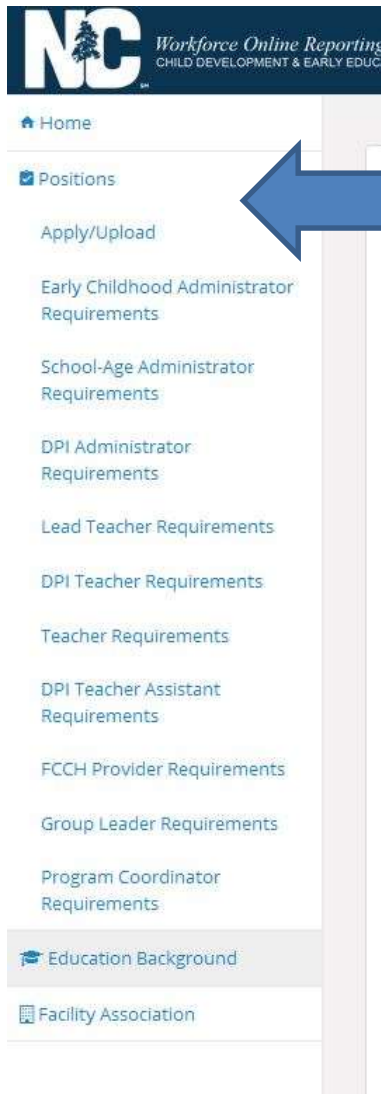 NC
Workforce Online Reporting
CHILD DEVELOPMENT & EARLY EDUC
Home
Positions
Apply/Upload
Early Childhood Administrator
Requirements
School-Age Administrator
Requirements
DPI Administrator
Requirements
Lead Teacher Requirements
DPI Teacher Requirements
Teacher Requirements
DPI Teacher Assistant
Requirements
FCCH Provider Requirements
Group Leader Requirements
Program Coordinator
Requirements
Education Background
Facility Association